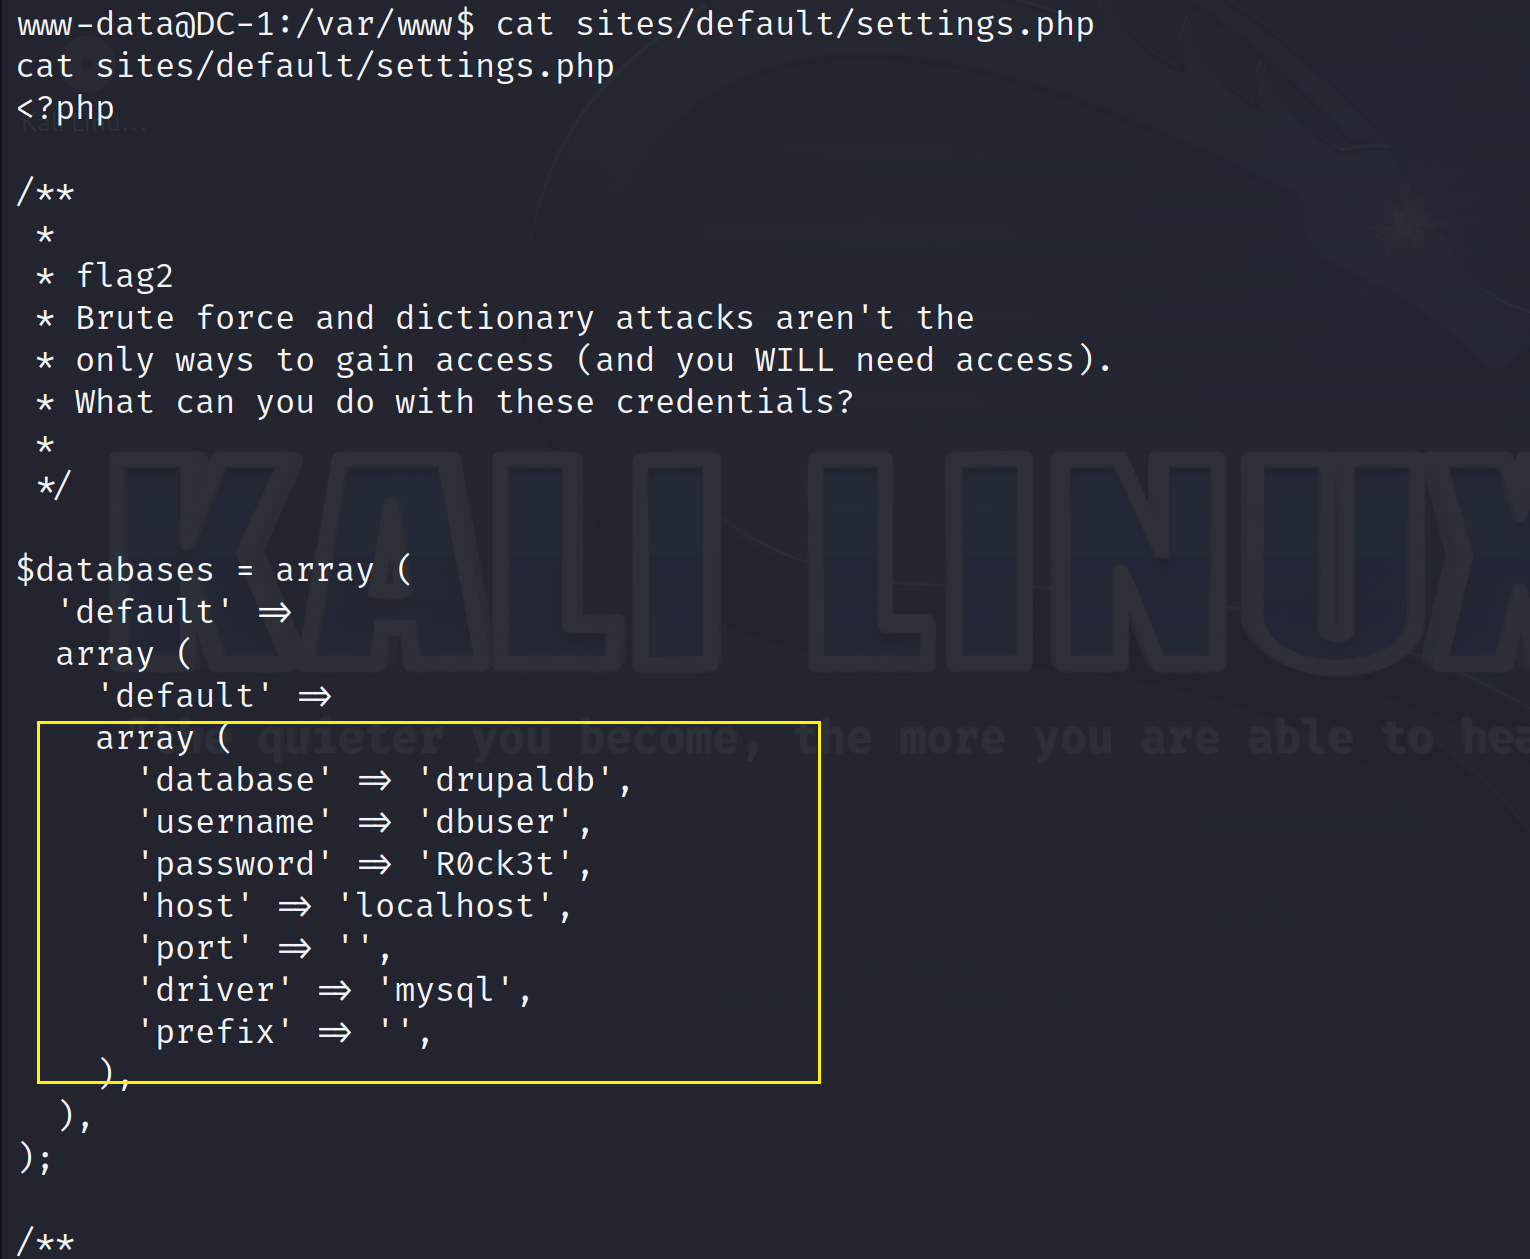 www-data@DC-1:/var/www$ cat sites/default/settings.php
cat sites/default/settings.php
<?php
Kali Linu...
/**
 *
 * flag2
 * Brute force and dictionary attacks aren't the
 * only ways to gain access (and you WILL need access).
 * What can you do with these credentials?
 *
 */
KALI LINUX
$databases = array (
  'default' =>
  array (
    'default' =>
    array (
the quieter you become, the more you are able to hea
      'database' => 'drupaldb',
      'username' => 'dbuser',
      'password' => 'R0ck3t',
      'host' => 'localhost',
      'port' => '',
      'driver' => 'mysql',
      'prefix' => '',
    ),
  ),
);
/**